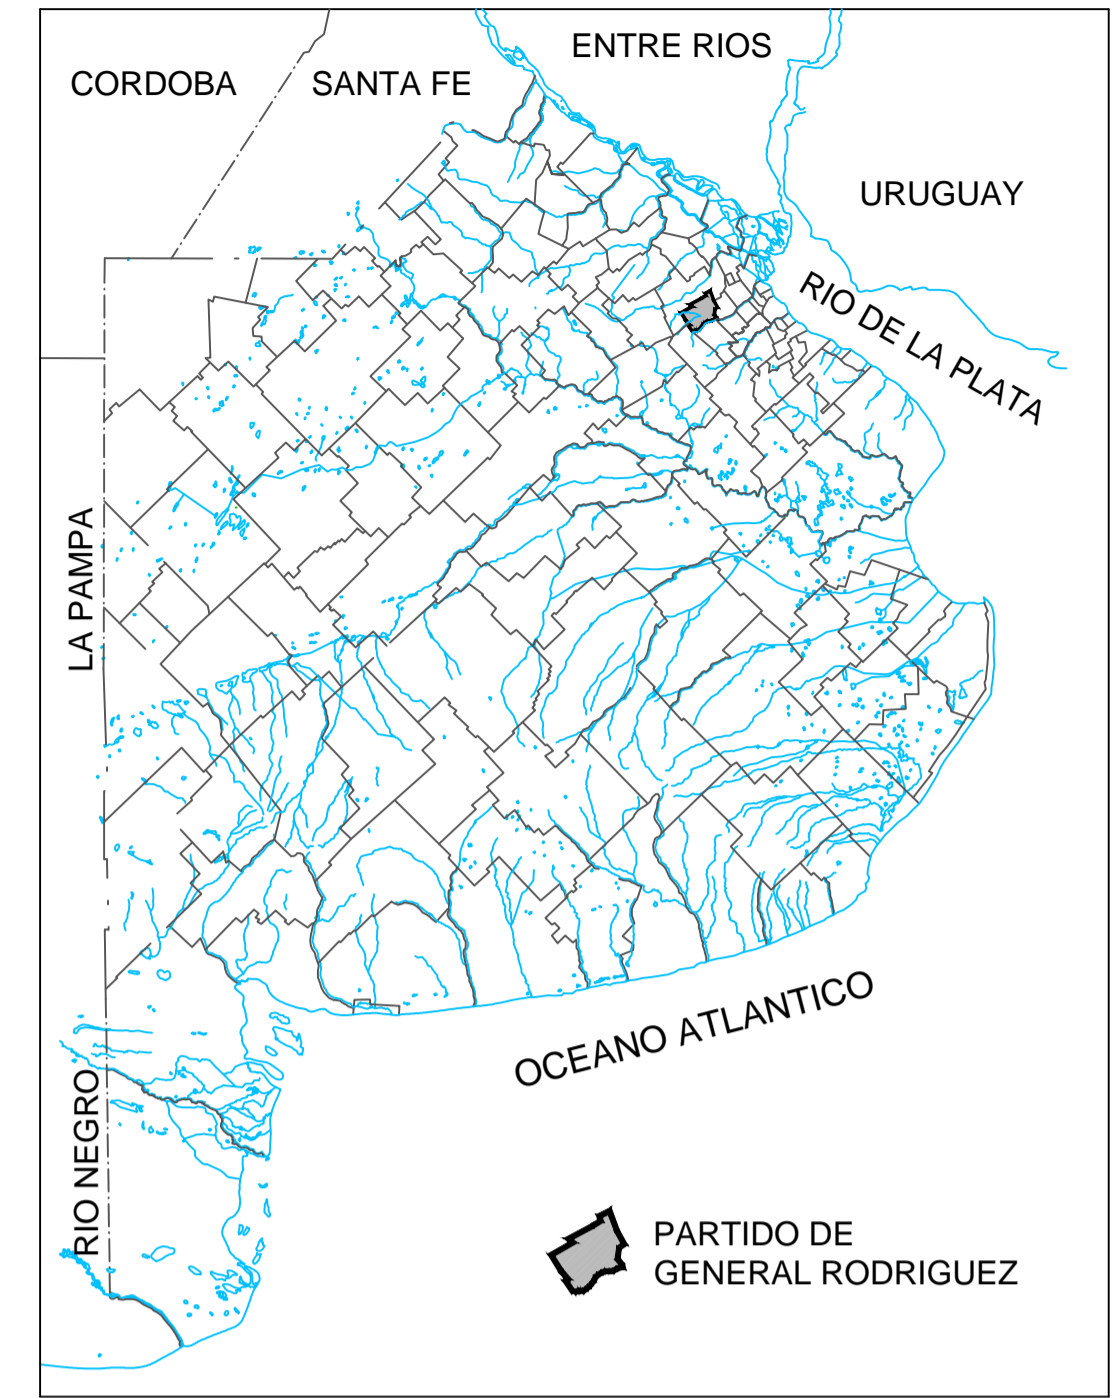 ENTRE RIOS
CORDOBA
SANTA FE
URUGUAY
RIO DE LA PLATA
LA PAMPA
OCEANO ATLANTICO
RIO NEGRO
PARTIDO DE
GENERAL RODRIGUEZ